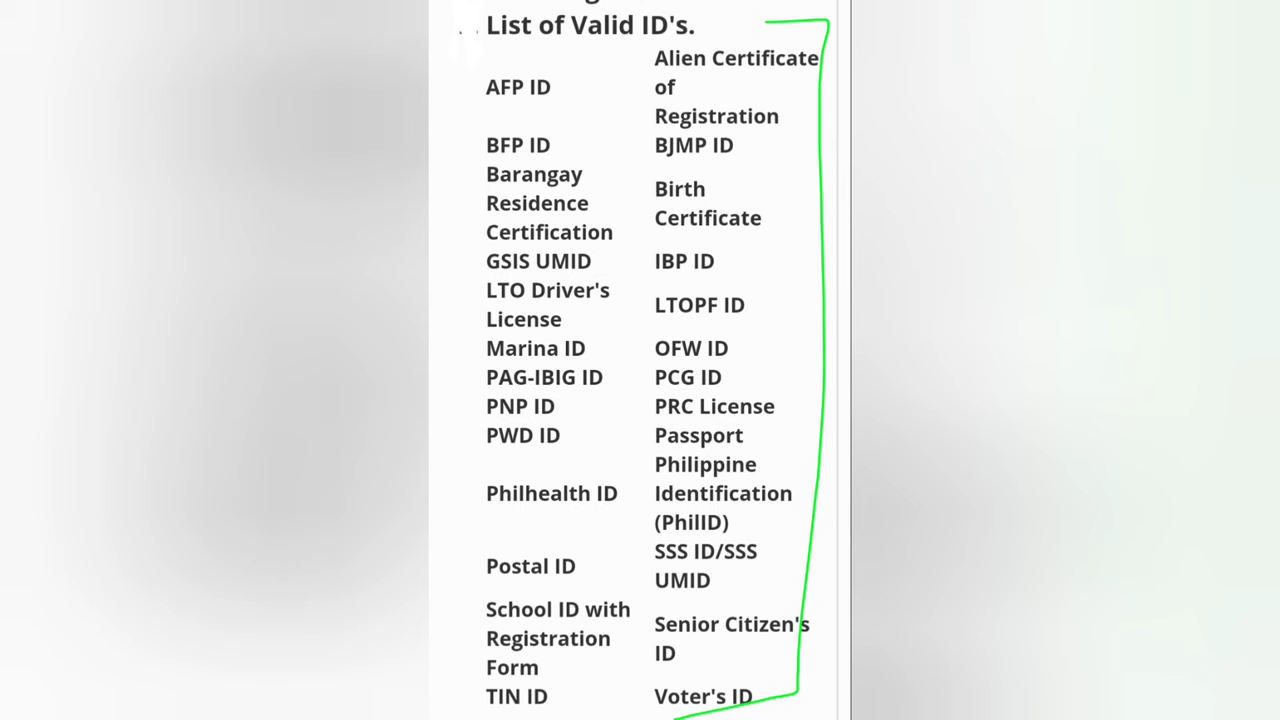 List of Valid ID's.
AFP ID
Alien Certificate
of
Registration
BFP ID
BJMP ID
Barangay
Residence
Certification
Birth
Certificate
GSIS UMID
IBP ID
LTO Driver's
License
LTOPF ID
Marina ID
OFW ID
PAG-IBIG ID
PCG ID
PNP ID
PRC License
PWD ID
Passport
Philhealth ID
Philippine
Identification
(PhilID)
Postal ID
SSS ID/SSS
UMID
School ID with
Registration
Form
Senior Citizen's
ID
TIN ID
Voter's ID